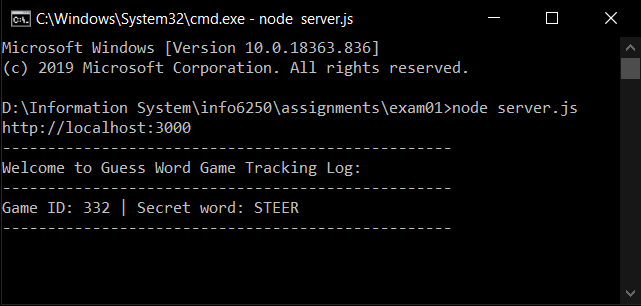 C:\Windows\System32\cmd.exe - node  server.js
Microsoft Windows [Version 10.0.18363.836]
(c) 2019 Microsoft Corporation. All rights reserved.
D:\Information System\info6250\assignments\exam01>node server.js
http://localhost:3000
--------------------------------------------------
Welcome to Guess Word Game Tracking Log:
--------------------------------------------------
Game ID: 332 | Secret word: STEER
--------------------------------------------------